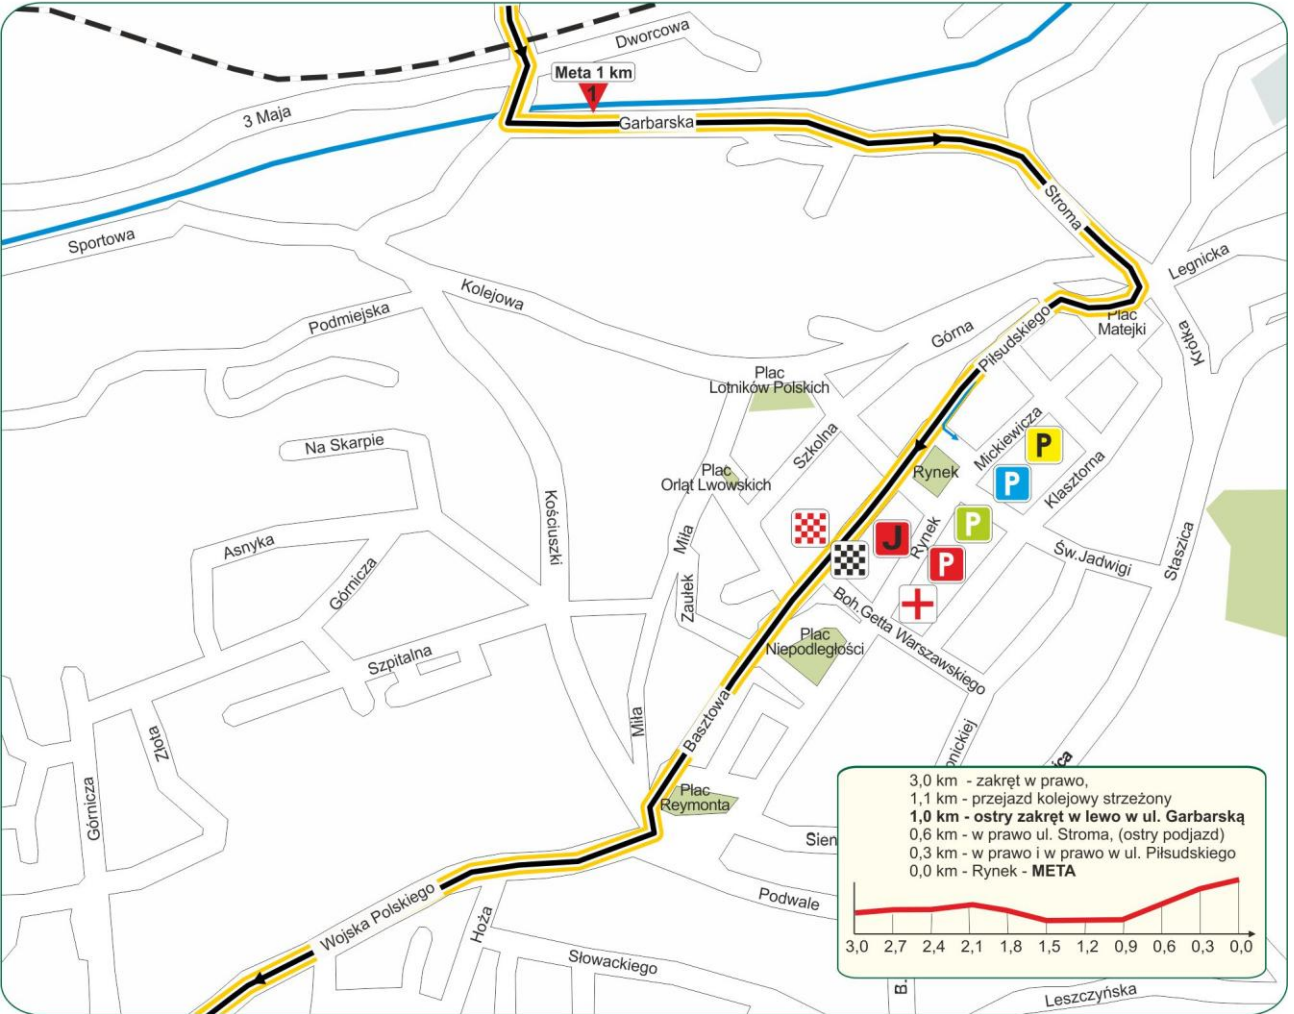 Dworcowa
Meta 1 km
1
3 Maja
Garbarska
Stroma
Sportowa
Legnicka
Kolejowa
Podmiejska
Piłsudskiego
Plac
Matejki
Krótka
Górna
Plac
Lotników Polskich
Na Skarpie
Szkolna
Mickiewicza
P
Rynek
Plac
Orląt Lwowskich
P
Klasztorna
Kościuszki
Asnyka
Miła
J
Rynek
P
Św.Jadwigi
Staszica
P
Górnicza
Zaułek
Boh.Getta Warszawskiego
Szpitalna
Plac
Niepodległości
Złota
Miła
Basztowa
onickiej
ica
Górnicza
Plac
Reymonta
Sien
Wojska Polskiego
Hoża
Podwale
Słowackiego
B.
Leszczyńska
3,0 km - zakręt w prawo,
1,1 km - przejazd kolejowy strzeżony
1,0 km - ostry zakręt w lewo w ul. Garbarską
0,6 km - w prawo ul. Stroma, (ostry podjazd)
0,3 km - w prawo i w prawo w ul. Piłsudskiego
0,0 km - Rynek - META
3,0 2,7 2,4 2,1 1,8 1,5 1,2 0,9 0,6 0,3 0,0